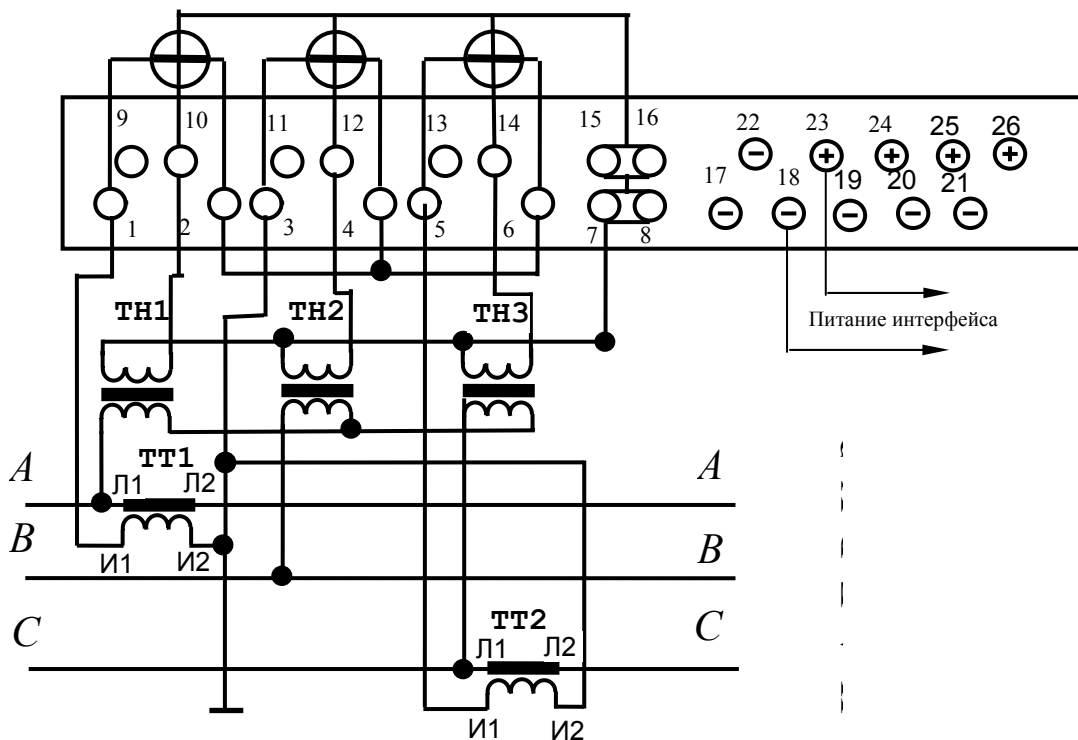 9 10 11 12 13 14 15 16 22 23 24 25 26
17 18 19 20 21
1 2 3 4 5 6 7 8
ТН1 ТН2 ТН3
Питание интерфейса
ТТ1
A Л1 Л2 A
B И1 И2 B
ТТ2
C Л1 Л2 C
И1 И2